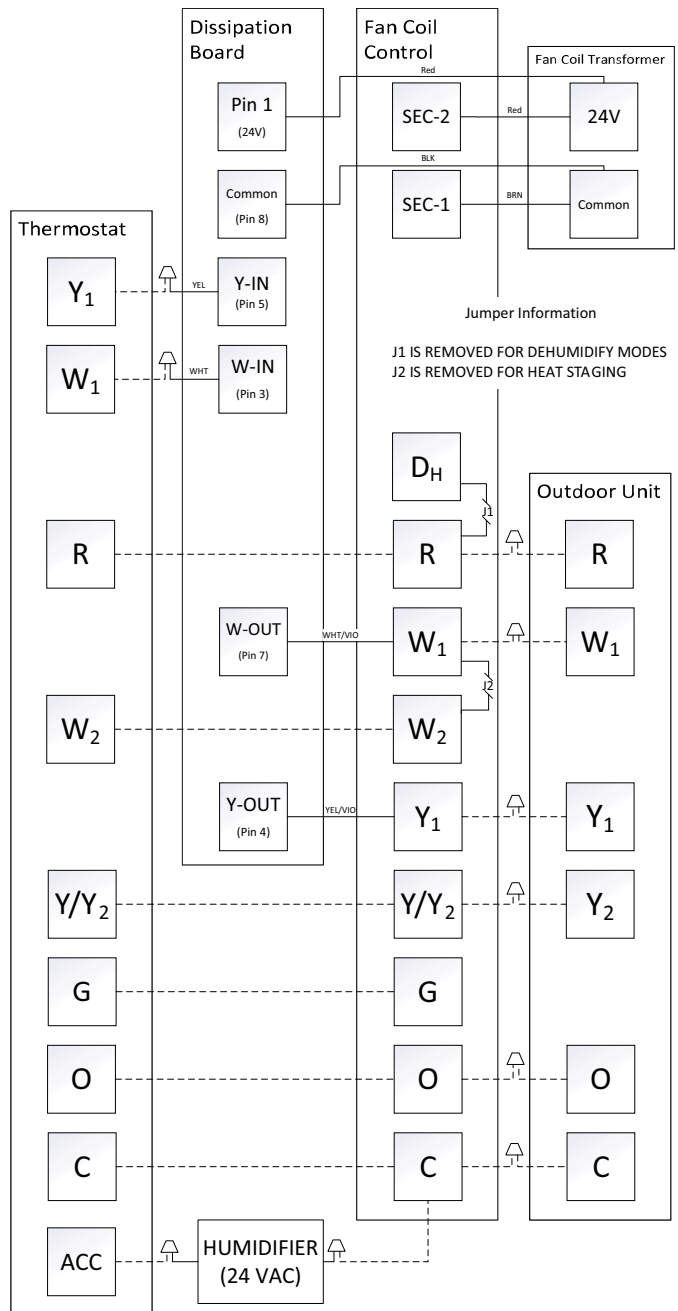 Dissipation
Board
Fan Coil
Control
Fan Coil Transformer
Red
Pin 1
(24V)
SEC-2
Red
24V
BLK
Common
(Pin 8)
SEC-1
BRN
Common
Thermostat
Y1
YEL
Y-IN
(Pin 5)
Jumper Information
J1 IS REMOVED FOR DEHUMIDIFY MODES
J2 IS REMOVED FOR HEAT STAGING
W1
WHT
W-IN
(Pin 3)
DH
J1
Outdoor Unit
R
R
R
W-OUT
(Pin 7)
WHT/VIO
W1
W1
J2
W2
W2
Y-OUT
(Pin 4)
YEL/VIO
Y1
Y1
Y/Y2
Y/Y2
Y2
G
G
O
O
O
C
C
C
ACC
HUMIDIFIER
(24 VAC)